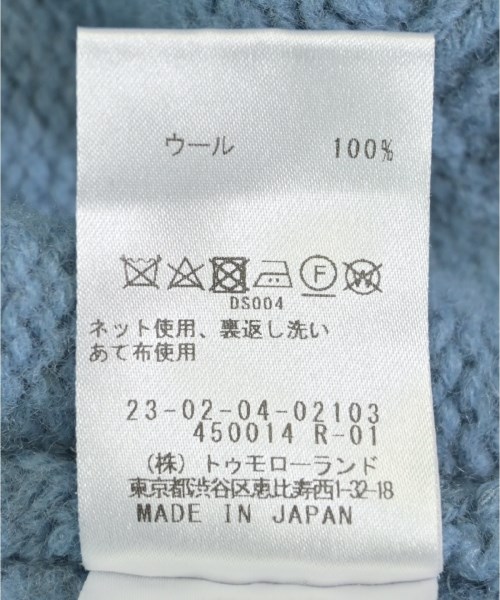 ウール 100%
F W
DS004
ネット使用、裏返し洗い
あて布使用
23-02-04-02103
450014 R-01
(株)トゥモローランド
東京都渋谷区恵比寿西1-32-18
MADE IN JAPAN